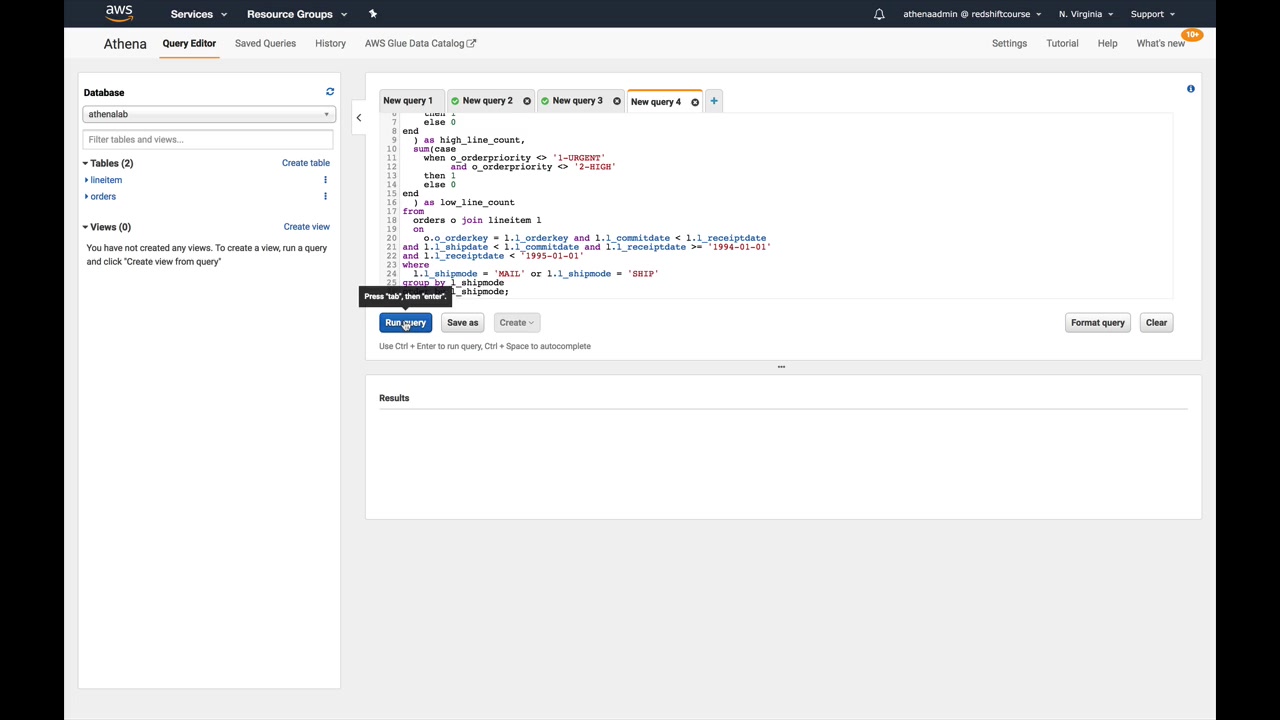 aws
Services
Resource Groups
athenaadmin @ redshiftcourse
N. Virginia
Support
Athena
Query Editor
Saved Queries
History
AWS Glue Data Catalog
Settings
Tutorial
Help
What's new
10+
Database
athenalab
Filter tables and views...
Tables (2)
Create table
lineitem
orders
Views (0)
Create view
You have not created any views. To create a view, run a query
and click "Create view from query"
New query 1
New query 2
New query 3
New query 4
6 then 1
7 else 0
8 end
9 ) as high_line_count,
10 sum(case
11 when o_orderpriority <> '1-URGENT'
12 and o_orderpriority <> '2-HIGH'
13 then 1
14 else 0
15 end
16 ) as low_line_count
17 from
18 orders o join lineitem l
19 on
20 o.o_orderkey = l.l_orderkey and l.l_commitdate < l.l_receiptdate
21 and l.l_shipdate < l.l_commitdate and l.l_receiptdate >= '1994-01-01'
22 and l.l_receiptdate < '1995-01-01'
23 where
24 l.l_shipmode = 'MAIL' or l.l_shipmode = 'SHIP'
25 group by l_shipmode
l_shipmode;
Press "tab", then "enter".
Run query
Save as
Create
Format query
Clear
Use Ctrl + Enter to run query, Ctrl + Space to autocomplete
Results